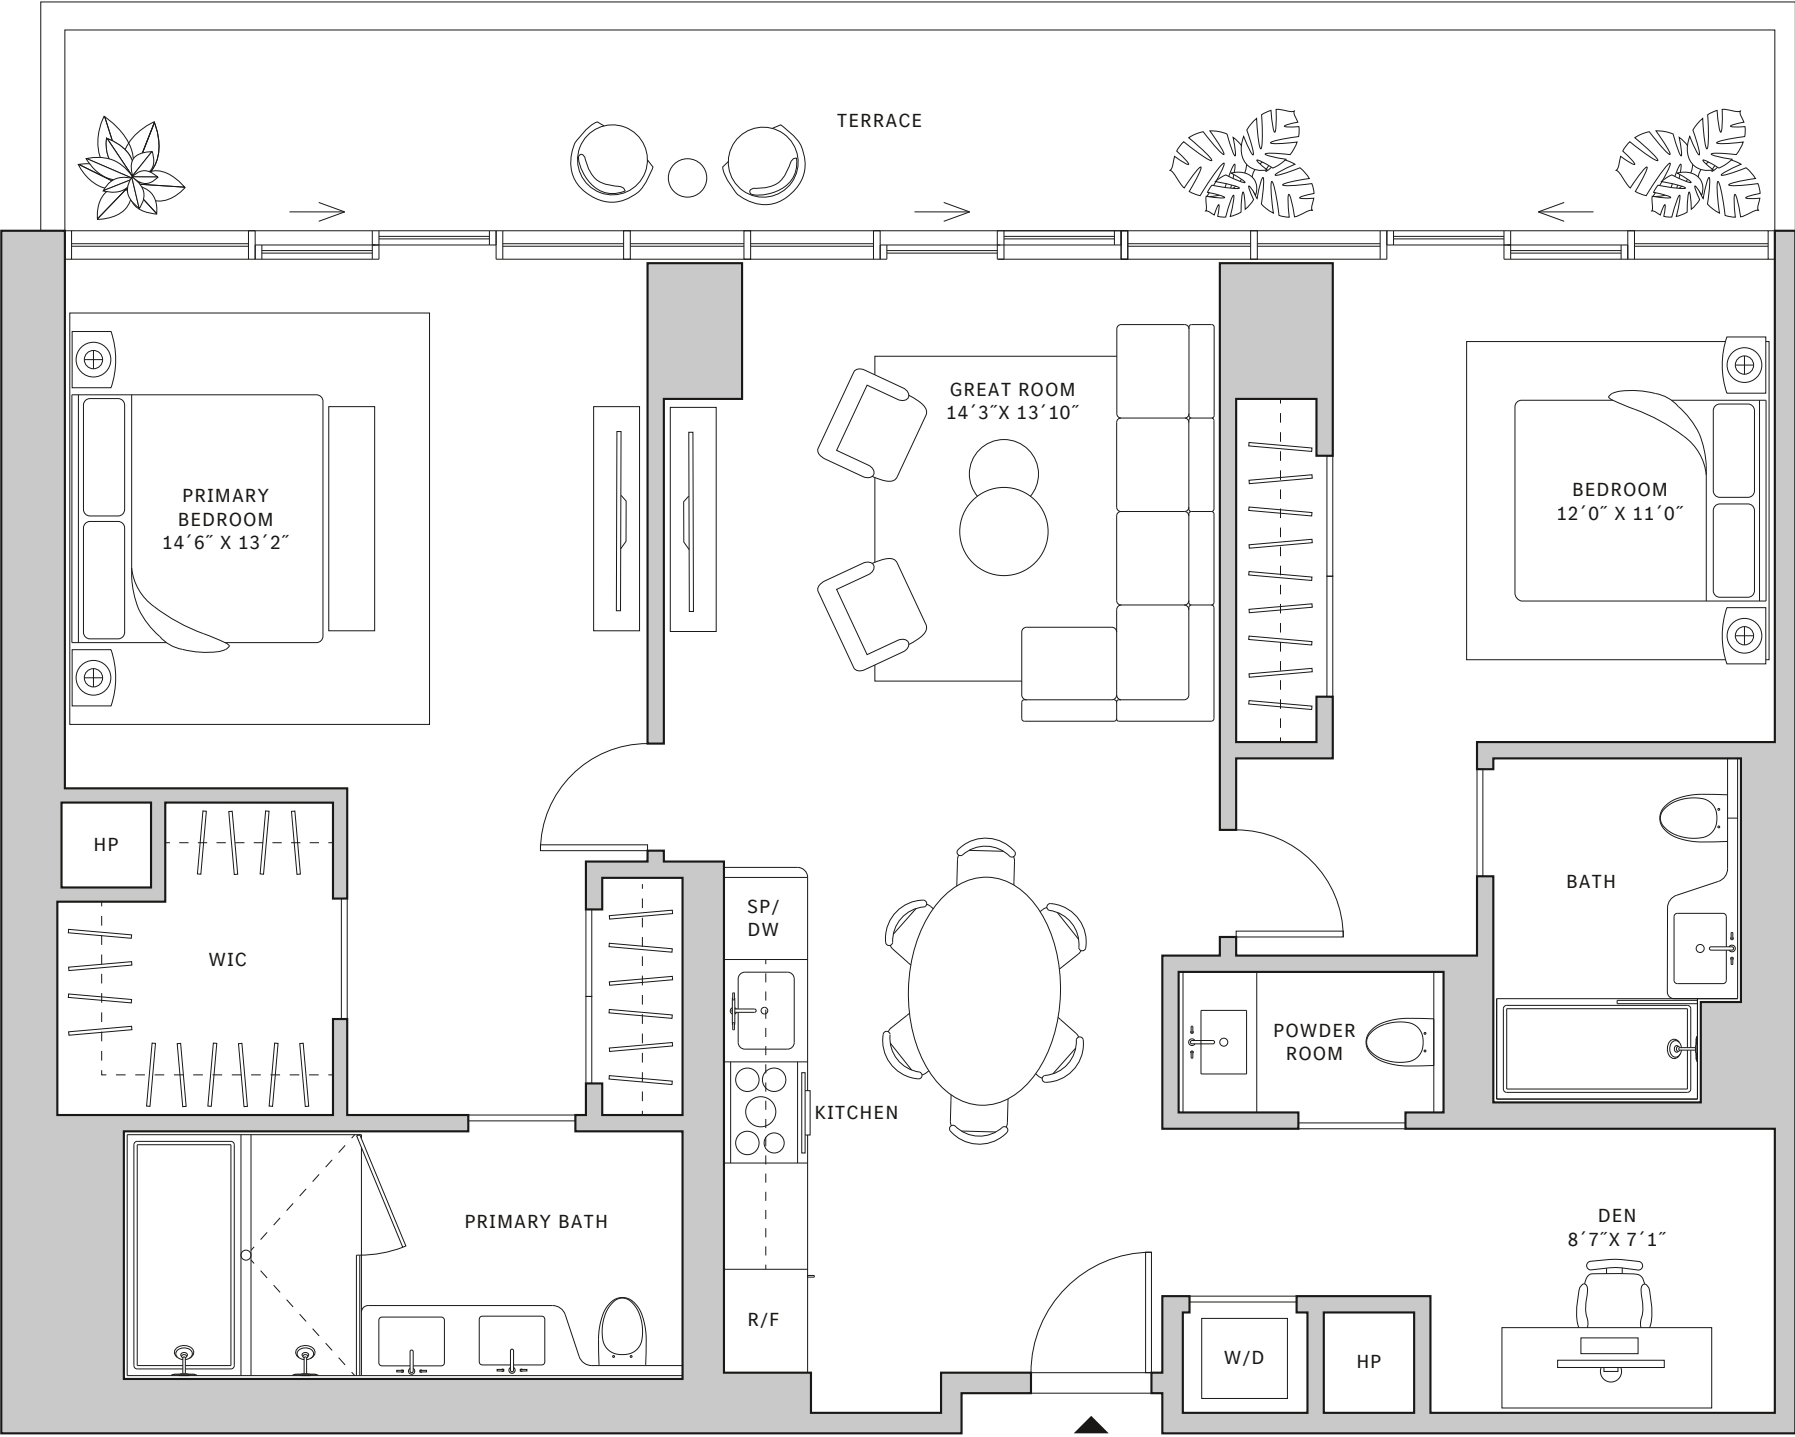 TERRACE
GREAT ROOM
14´3˝X 13´10˝
PRIMARY
BEDROOM
14´6˝ X 13´2˝
BEDROOM
12´0˝ X 11´0˝
HP
WIC
SP/
DW
BATH
POWDER
ROOM
KITCHEN
PRIMARY BATH
DEN
8´7˝X 7´1˝
R/F
W/D
HP